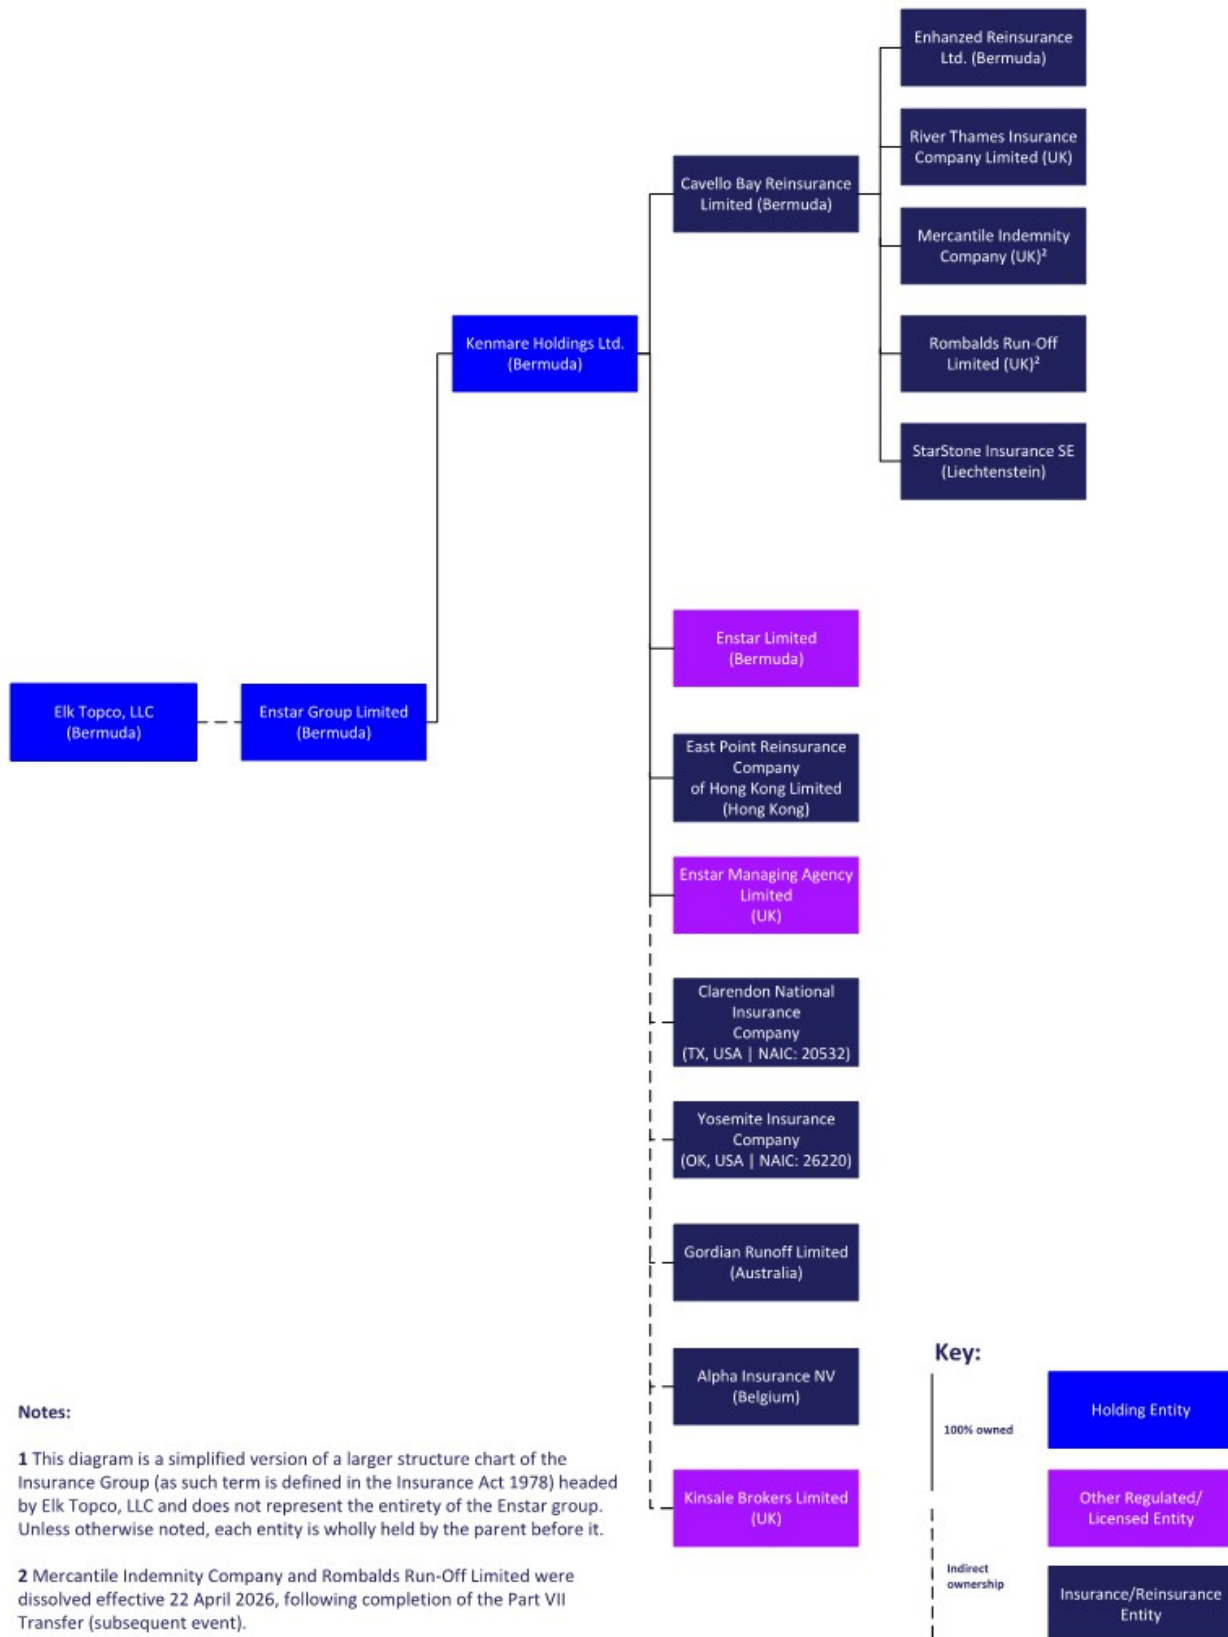 Enhanzed Reinsurance
Ltd. (Bermuda)
River Thames Insurance
Company Limited (UK)
Cavello Bay Reinsurance
Limited (Bermuda)
Mercantile Indemnity
Company (UK)²
Kenmare Holdings Ltd.
(Bermuda)
Rombalds Run-Off
Limited (UK)²
StarStone Insurance SE
(Liechtenstein)
Enstar Limited
(Bermuda)
Elk Topco, LLC
(Bermuda)
Enstar Group Limited
(Bermuda)
East Point Reinsurance
Company
of Hong Kong Limited
(Hong Kong)
Enstar Managing Agency
Limited
(UK)
Clarendon National
Insurance
Company
(TX, USA | NAIC: 20532)
Yosemite Insurance
Company
(OK, USA | NAIC: 26220)
Gordian Runoff Limited
(Australia)
Alpha Insurance NV
(Belgium)
Kinsale Brokers Limited
(UK)
Key:
100% owned
Holding Entity
Other Regulated/
Licensed Entity
Indirect
ownership
Insurance/Reinsurance
Entity
Notes:
1 This diagram is a simplified version of a larger structure chart of the
Insurance Group (as such term is defined in the Insurance Act 1978) headed
by Elk Topco, LLC and does not represent the entirety of the Enstar group.
Unless otherwise noted, each entity is wholly held by the parent before it.
2 Mercantile Indemnity Company and Rombalds Run-Off Limited were
dissolved effective 22 April 2026, following completion of the Part VII
Transfer (subsequent event).